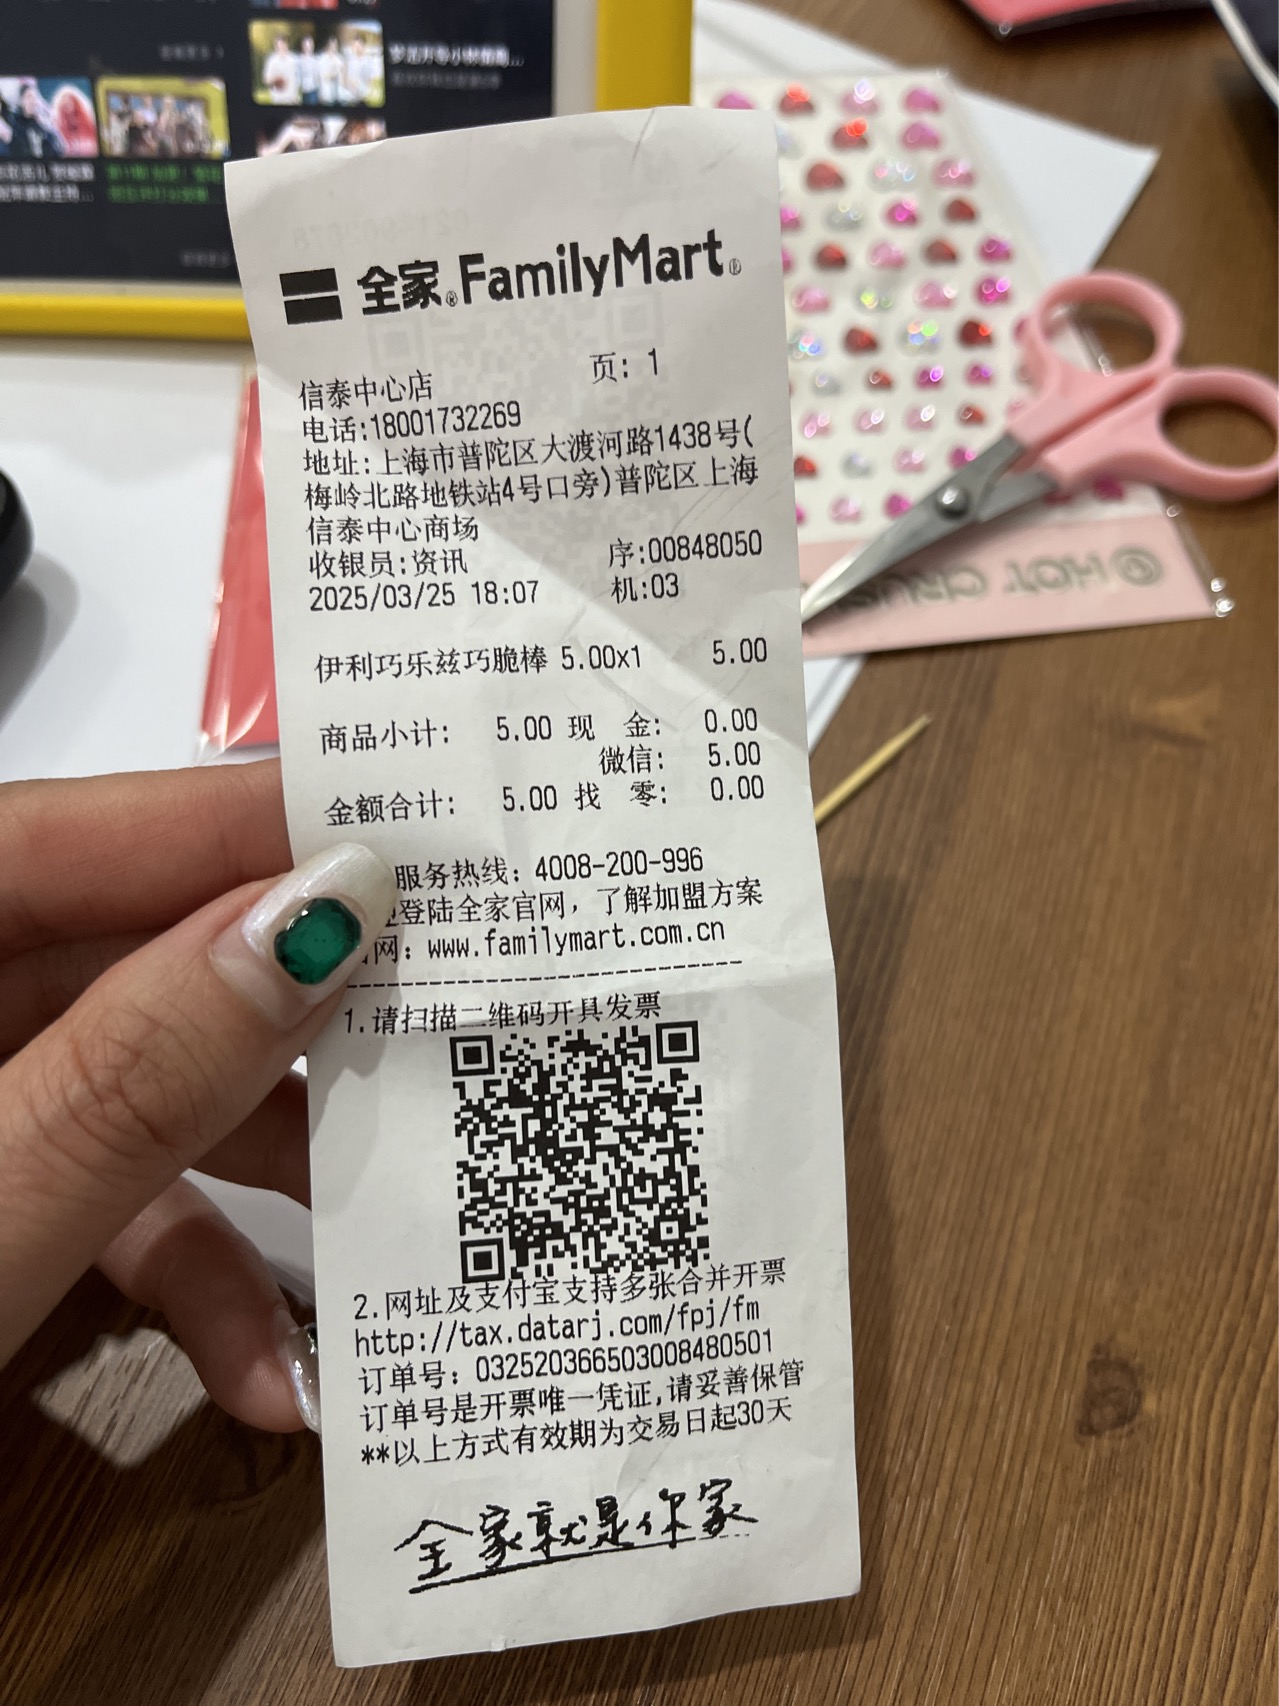 全家® FamilyMart®
页: 1
信泰中心店
电话:18001732269
地址:上海市普陀区大渡河路1438号(
梅岭北路地铁站4号口旁)普陀区上海
信泰中心商场
收银员:资讯 序:00848050
2025/03/25 18:07 机:03
伊利巧乐兹巧脆棒 5.00x1 5.00
商品小计: 5.00 现 金: 0.00
微信: 5.00
金额合计: 5.00 找 零: 0.00
服务热线: 4008-200-996
登陆全家官网, 了解加盟方案
网: www.familymart.com.cn
--------------------------------
1.请扫描二维码开具发票
2.网址及支付宝支持多张合并开票
http://tax.datarj.com/fpj/fm
订单号: 032520366503008480501
订单号是开票唯一凭证,请妥善保管
**以上方式有效期为交易日起30天
全家就是你家
HOT CRUS